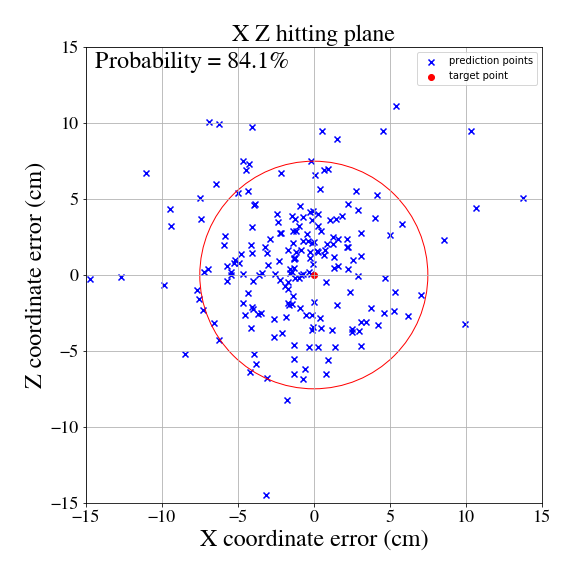 X Z hitting plane
Probability = 84.1%
prediction points
target point
15
10
5
0
−5
−10
−15
Z coordinate error (cm)
−15 −10 −5 0 5 10 15
X coordinate error (cm)